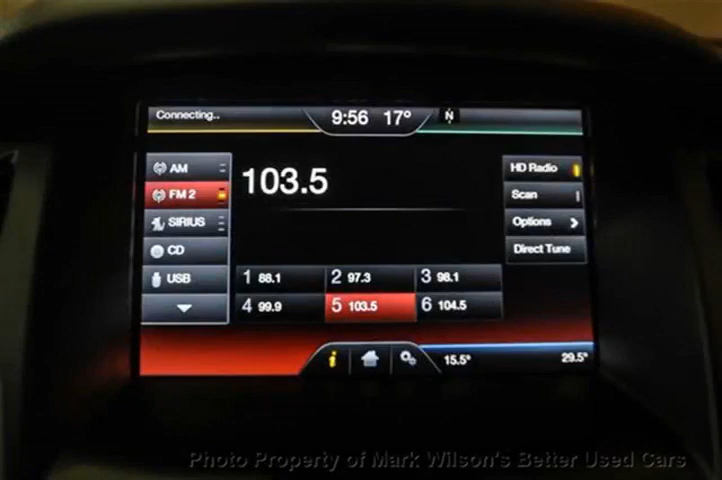 Connecting..
9:56 17° N
AM
FM 2
SIRIUS
CD
USB
103.5
HD Radio
Scan
Options
Direct Tune
1 88.1 2 97.3 3 98.1
4 99.9 5 103.5 6 104.5
i
15.5° 29.5°
Photo Property of Mark Wilson's Better Used Cars